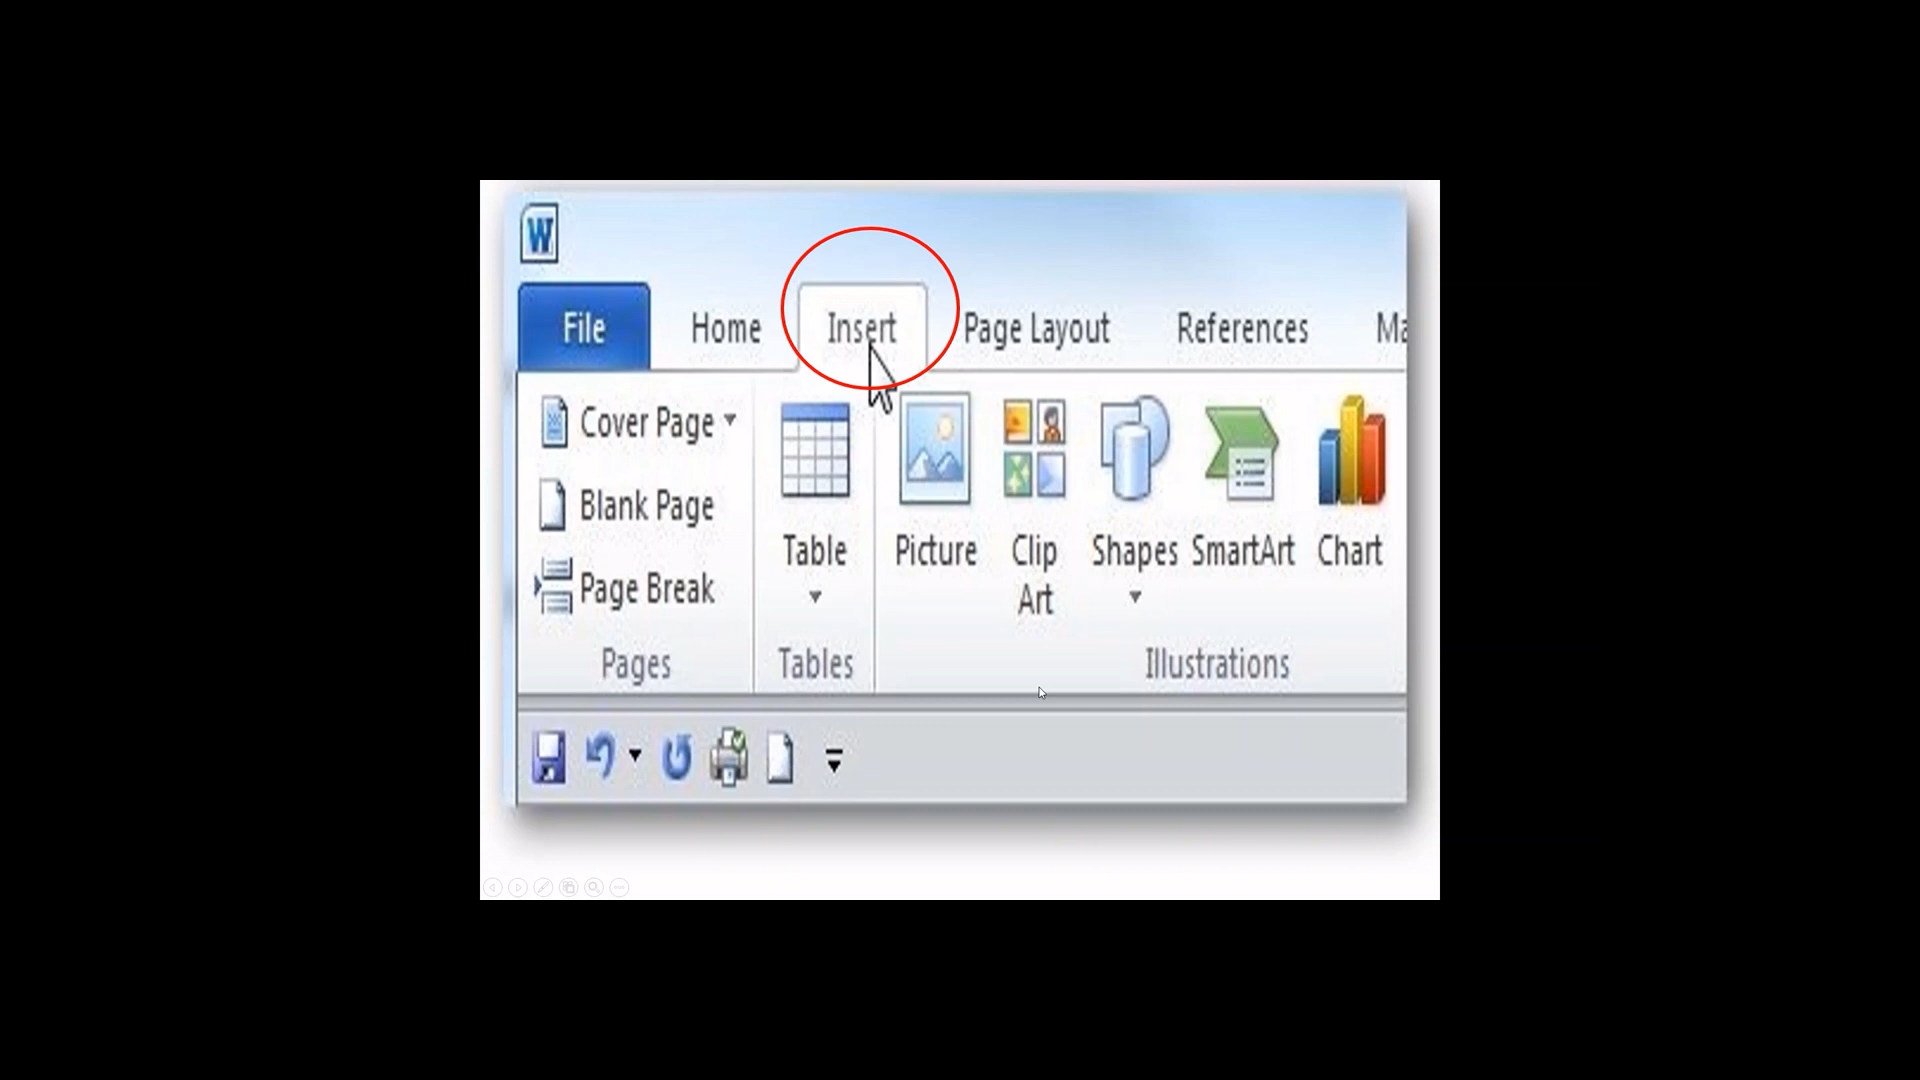 W
File Home Insert Page Layout References Ma
Cover Page
Blank Page
Page Break
Table
Picture
Clip
Art
Shapes
SmartArt
Chart
Pages Tables Illustrations